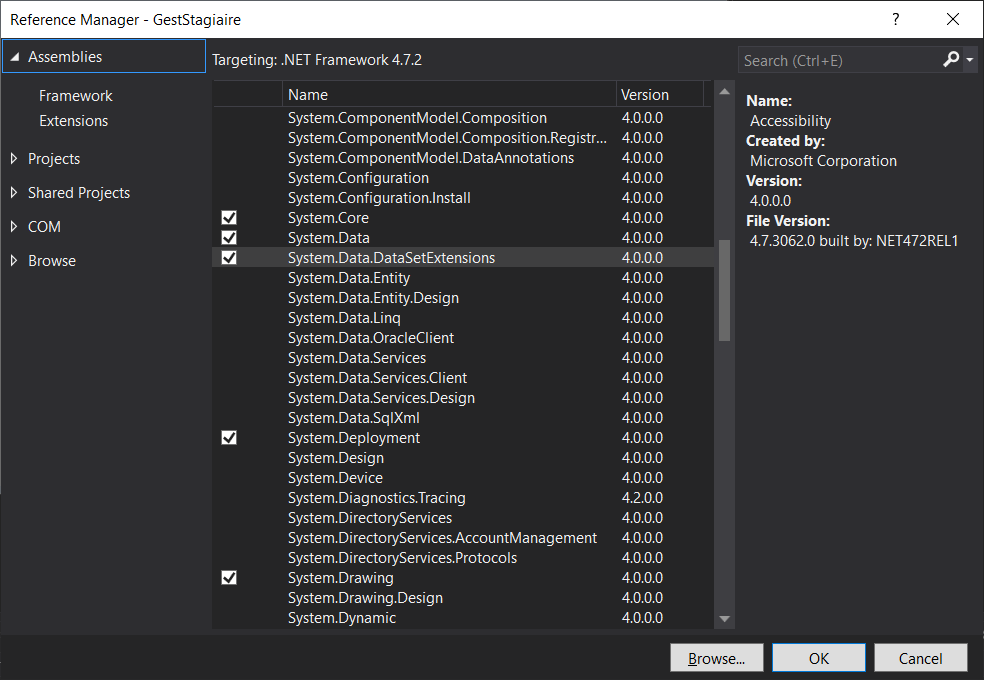 Reference Manager - GestStagiaire
?
Assemblies
Framework
Extensions
Projects
Shared Projects
COM
Browse
Targeting: .NET Framework 4.7.2
Search (Ctrl+E)
Name Version
System.ComponentModel.Composition 4.0.0.0
System.ComponentModel.Composition.Registr... 4.0.0.0
System.ComponentModel.DataAnnotations 4.0.0.0
System.Configuration 4.0.0.0
System.Configuration.Install 4.0.0.0
System.Core 4.0.0.0
System.Data 4.0.0.0
System.Data.DataSetExtensions 4.0.0.0
System.Data.Entity 4.0.0.0
System.Data.Entity.Design 4.0.0.0
System.Data.Linq 4.0.0.0
System.Data.OracleClient 4.0.0.0
System.Data.Services 4.0.0.0
System.Data.Services.Client 4.0.0.0
System.Data.Services.Design 4.0.0.0
System.Data.SqlXml 4.0.0.0
System.Deployment 4.0.0.0
System.Design 4.0.0.0
System.Device 4.0.0.0
System.Diagnostics.Tracing 4.2.0.0
System.DirectoryServices 4.0.0.0
System.DirectoryServices.AccountManagement 4.0.0.0
System.DirectoryServices.Protocols 4.0.0.0
System.Drawing 4.0.0.0
System.Drawing.Design 4.0.0.0
System.Dynamic 4.0.0.0
Name:
Accessibility
Created by:
Microsoft Corporation
Version:
4.0.0.0
File Version:
4.7.3062.0 built by: NET472REL1
Browse...
OK
Cancel